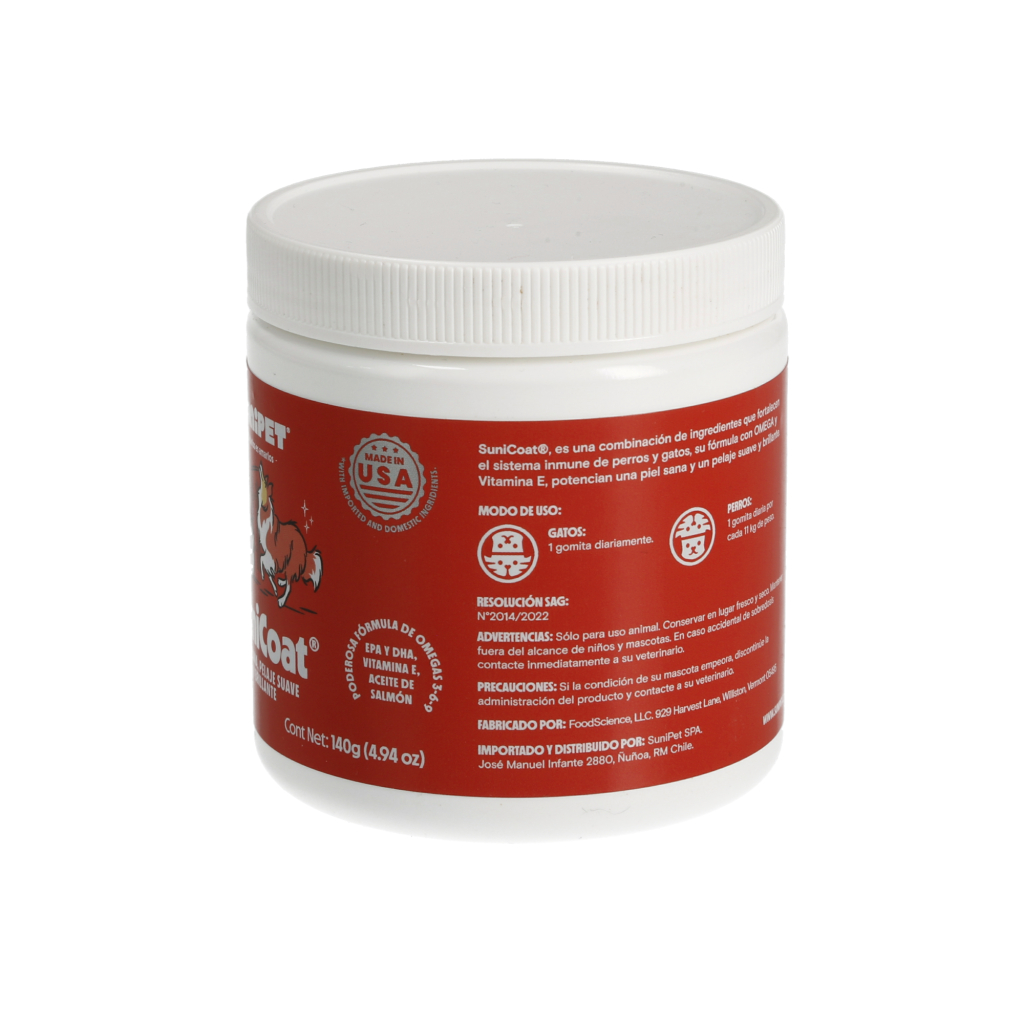 PET®
SuniCoat®
PELAJE SUAVE
Cont Net: 140g (4.94 oz)
MADE IN
USA
*WITH IMPORTED AND DOMESTIC INGREDIENTS.
PODEROSA FÓRMULA DE OMEGAS 3-6-9
EPA Y DHA,
VITAMINA E,
ACEITE DE
SALMÓN
SuniCoat®, es una combinación de ingredientes que fortalecen
el sistema inmune de perros y gatos, su fórmula con OMEGA y
Vitamina E, potencian una piel sana y un pelaje suave y brillante.
MODO DE USO:
GATOS:
1 gomita diariamente.
PERROS:
1 gomita diaria por
cada 11 kg de peso.
RESOLUCIÓN SAG:
N°2014/2022
ADVERTENCIAS: Sólo para uso animal. Conservar en lugar fresco y seco. Mantener
fuera del alcance de niños y mascotas. En caso accidental de sobredosis
contacte inmediatamente a su veterinario.
PRECAUCIONES: Si la condición de su mascota empeora, discontinúe la
administración del producto y contacte a su veterinario.
FABRICADO POR: FoodScience, LLC. 929 Harvest Lane, Williston, Vermont 05495
IMPORTADO Y DISTRIBUIDO POR: SuniPet SPA.
José Manuel Infante 2880, Ñuñoa, RM Chile.